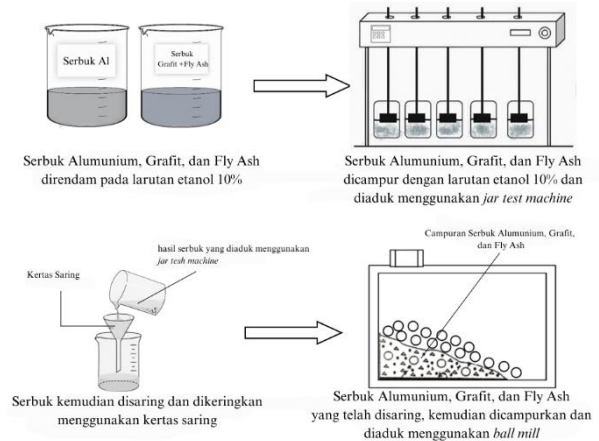 Serbuk Al
Serbuk
Grafit +Fly Ash
Serbuk Alumunium, Grafit, dan Fly Ash
direndam pada larutan etanol 10%
Serbuk Alumunium, Grafit, dan Fly Ash
dicampur dengan larutan etanol 10% dan
diaduk menggunakan jar test machine
hasil serbuk yang diaduk menggunakan
jar tesh machine
Kertas Saring
Serbuk kemudian disaring dan dikeringkan
menggunakan kertas saring
Campuran Serbuk Alumunium, Grafit,
dan Fly Ash
Serbuk Alumunium, Grafit, dan Fly Ash
yang telah disaring, kemudian dicampurkan dan
diaduk menggunakan ball mill